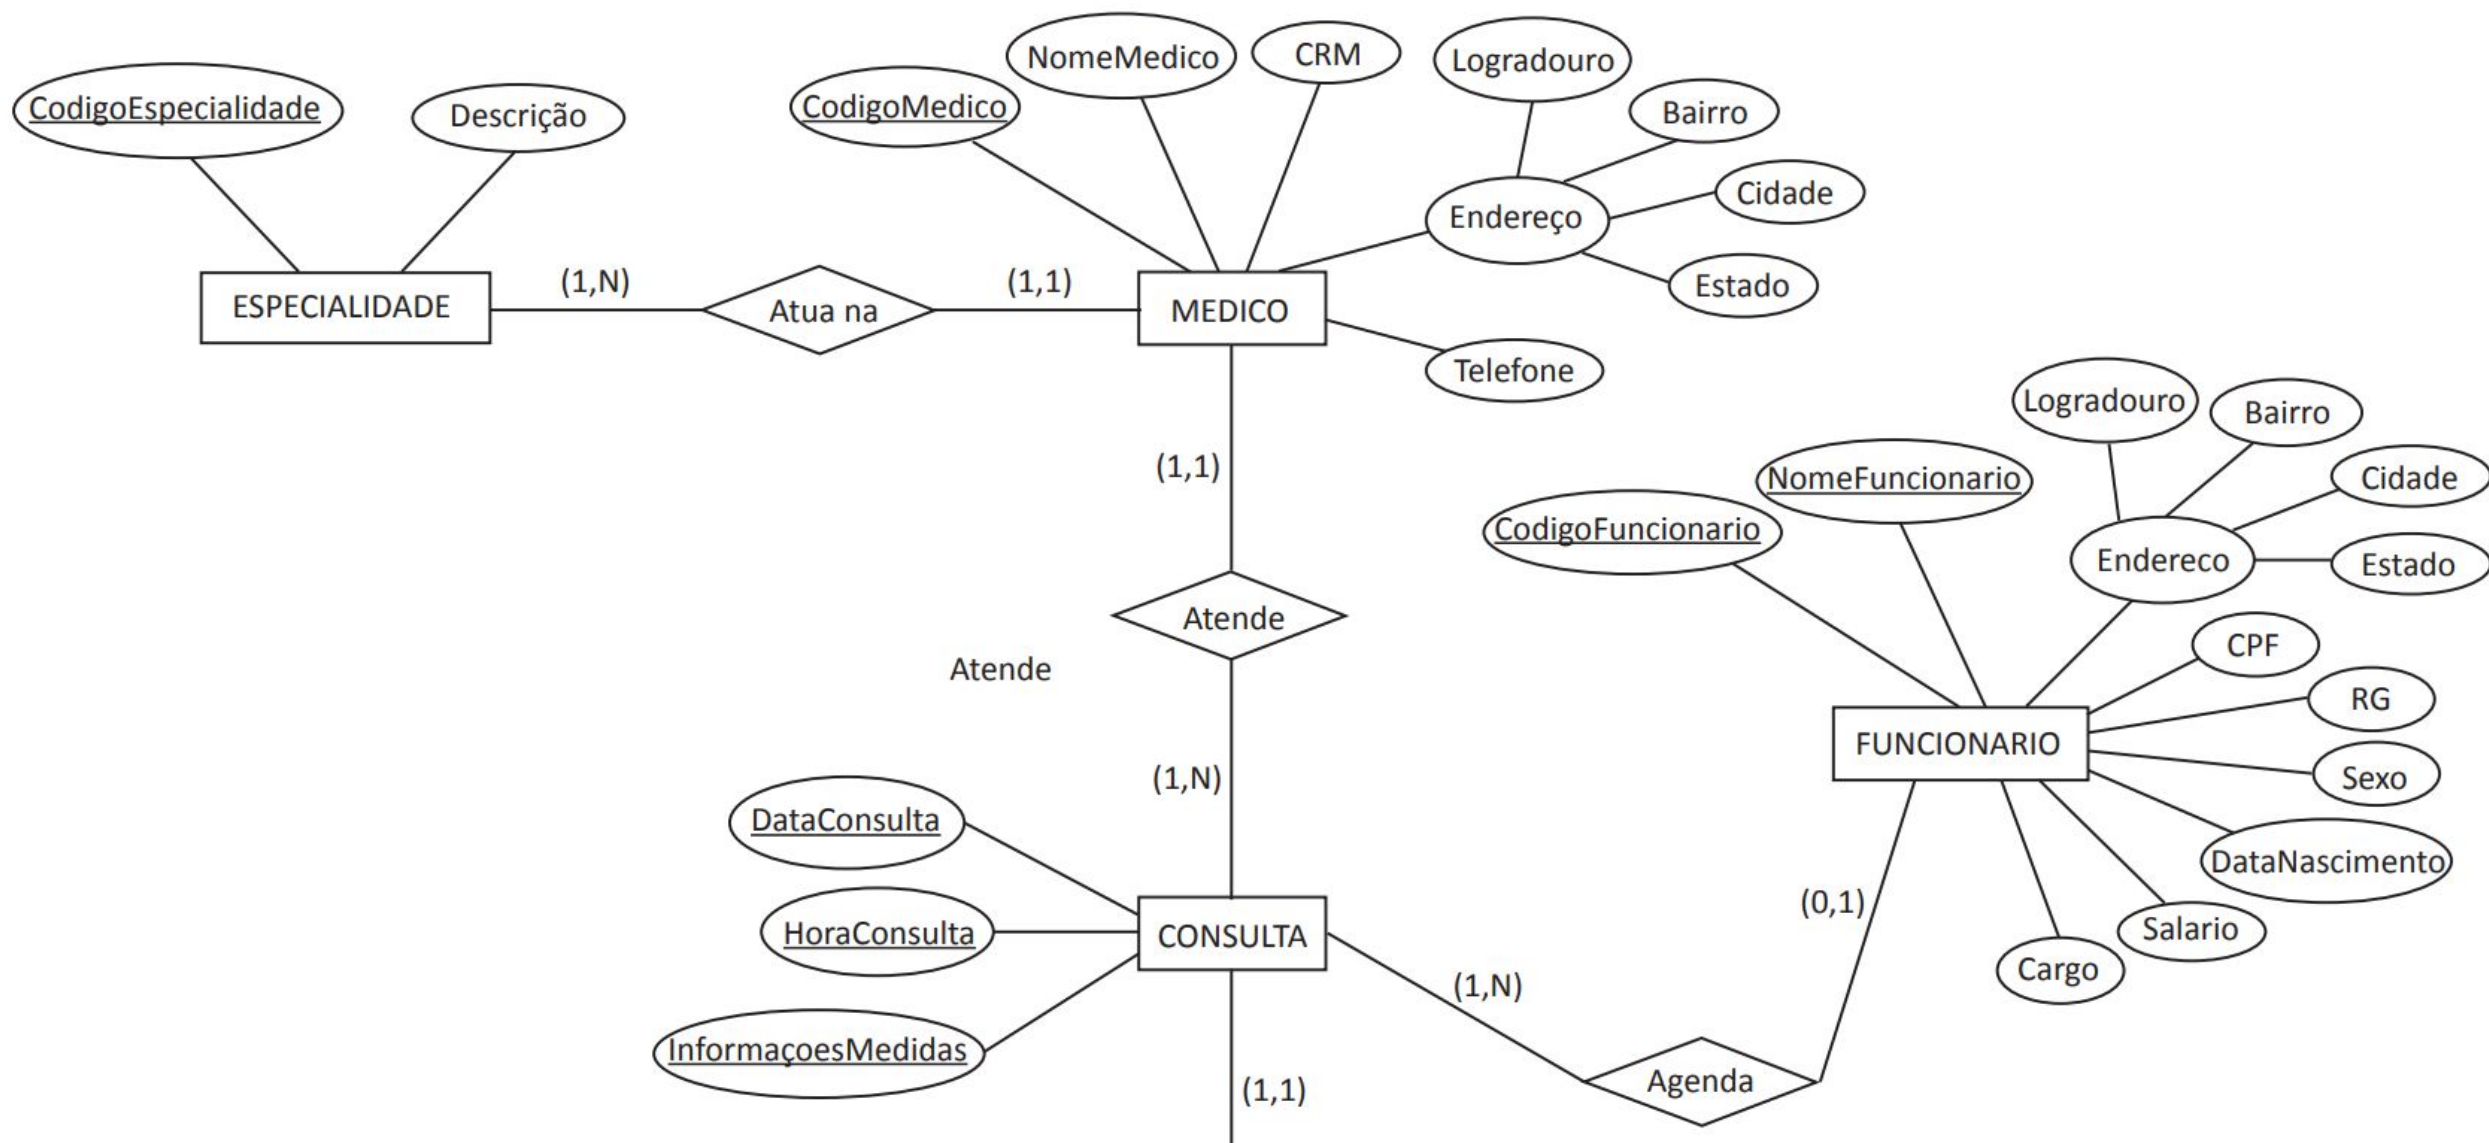 NomeMedico
CRM
Logradouro
CodigoEspecialidade
Descrição
CodigoMedico
Bairro
Cidade
Endereço
Estado
ESPECIALIDADE
(1,N)
Atua na
(1,1)
MEDICO
Telefone
Logradouro
Bairro
(1,1)
NomeFuncionario
Cidade
CodigoFuncionario
Endereco
Estado
Atende
Atende
CPF
RG
FUNCIONARIO
Sexo
(1,N)
DataConsulta
DataNascimento
(0,1)
HoraConsulta
CONSULTA
Salario
Cargo
(1,N)
InformaçoesMedidas
(1,1)
Agenda